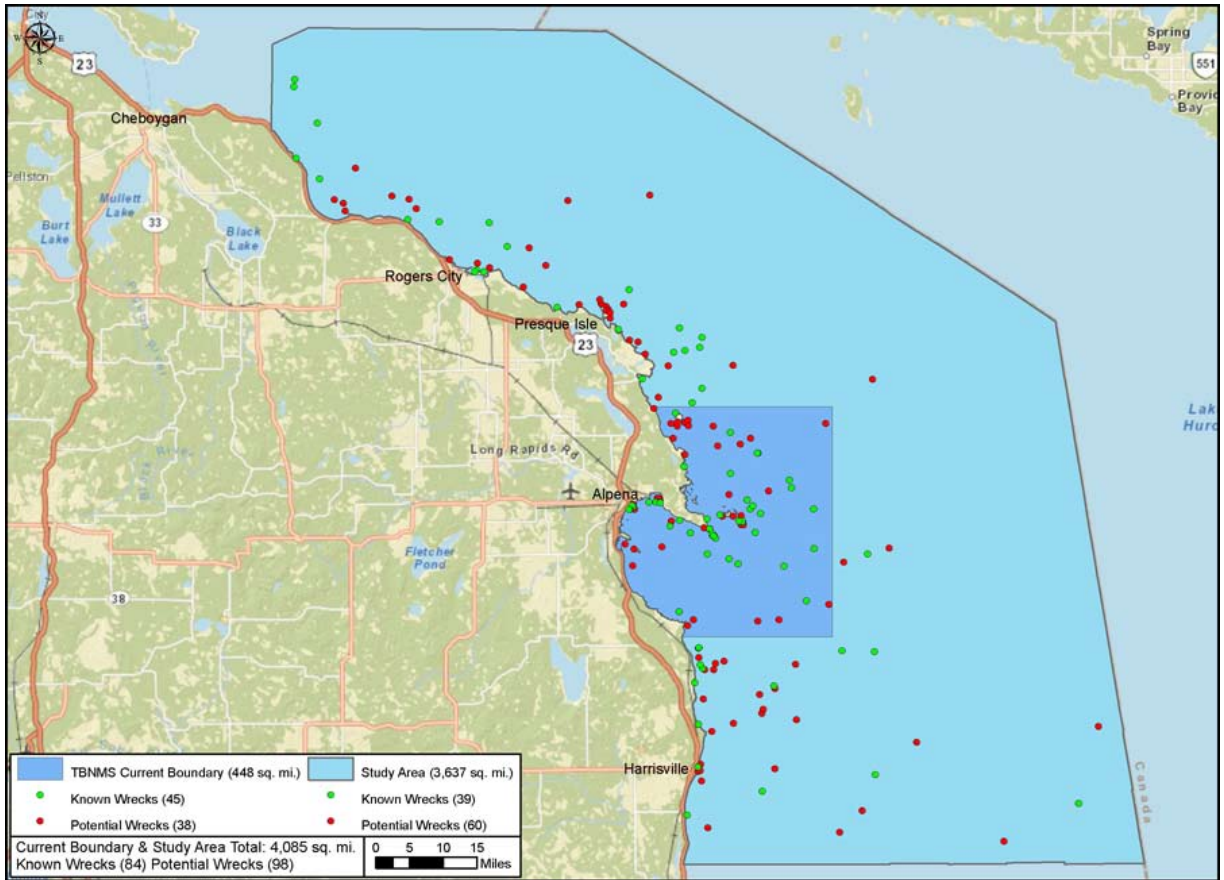 City
N
W E
S
23
Spring
Bay
551
Provid
Bay
Cheboygan
Pellston
Mullett
Lake
Burt
Lake
33
Black
Lake
Rogers City
Presque Isle
23
Lake
Huro
Long Rapids Rd
Alpena
Fletcher
Pond
38
Harrisville
Canada
TBNMS Current Boundary (448 sq. mi.) Study Area (3,637 sq. mi.)
Known Wrecks (45) Known Wrecks (39)
Potential Wrecks (38) Potential Wrecks (60)
Current Boundary & Study Area Total: 4,085 sq. mi.
Known Wrecks (84) Potential Wrecks (98)
0 5 10 15
Miles